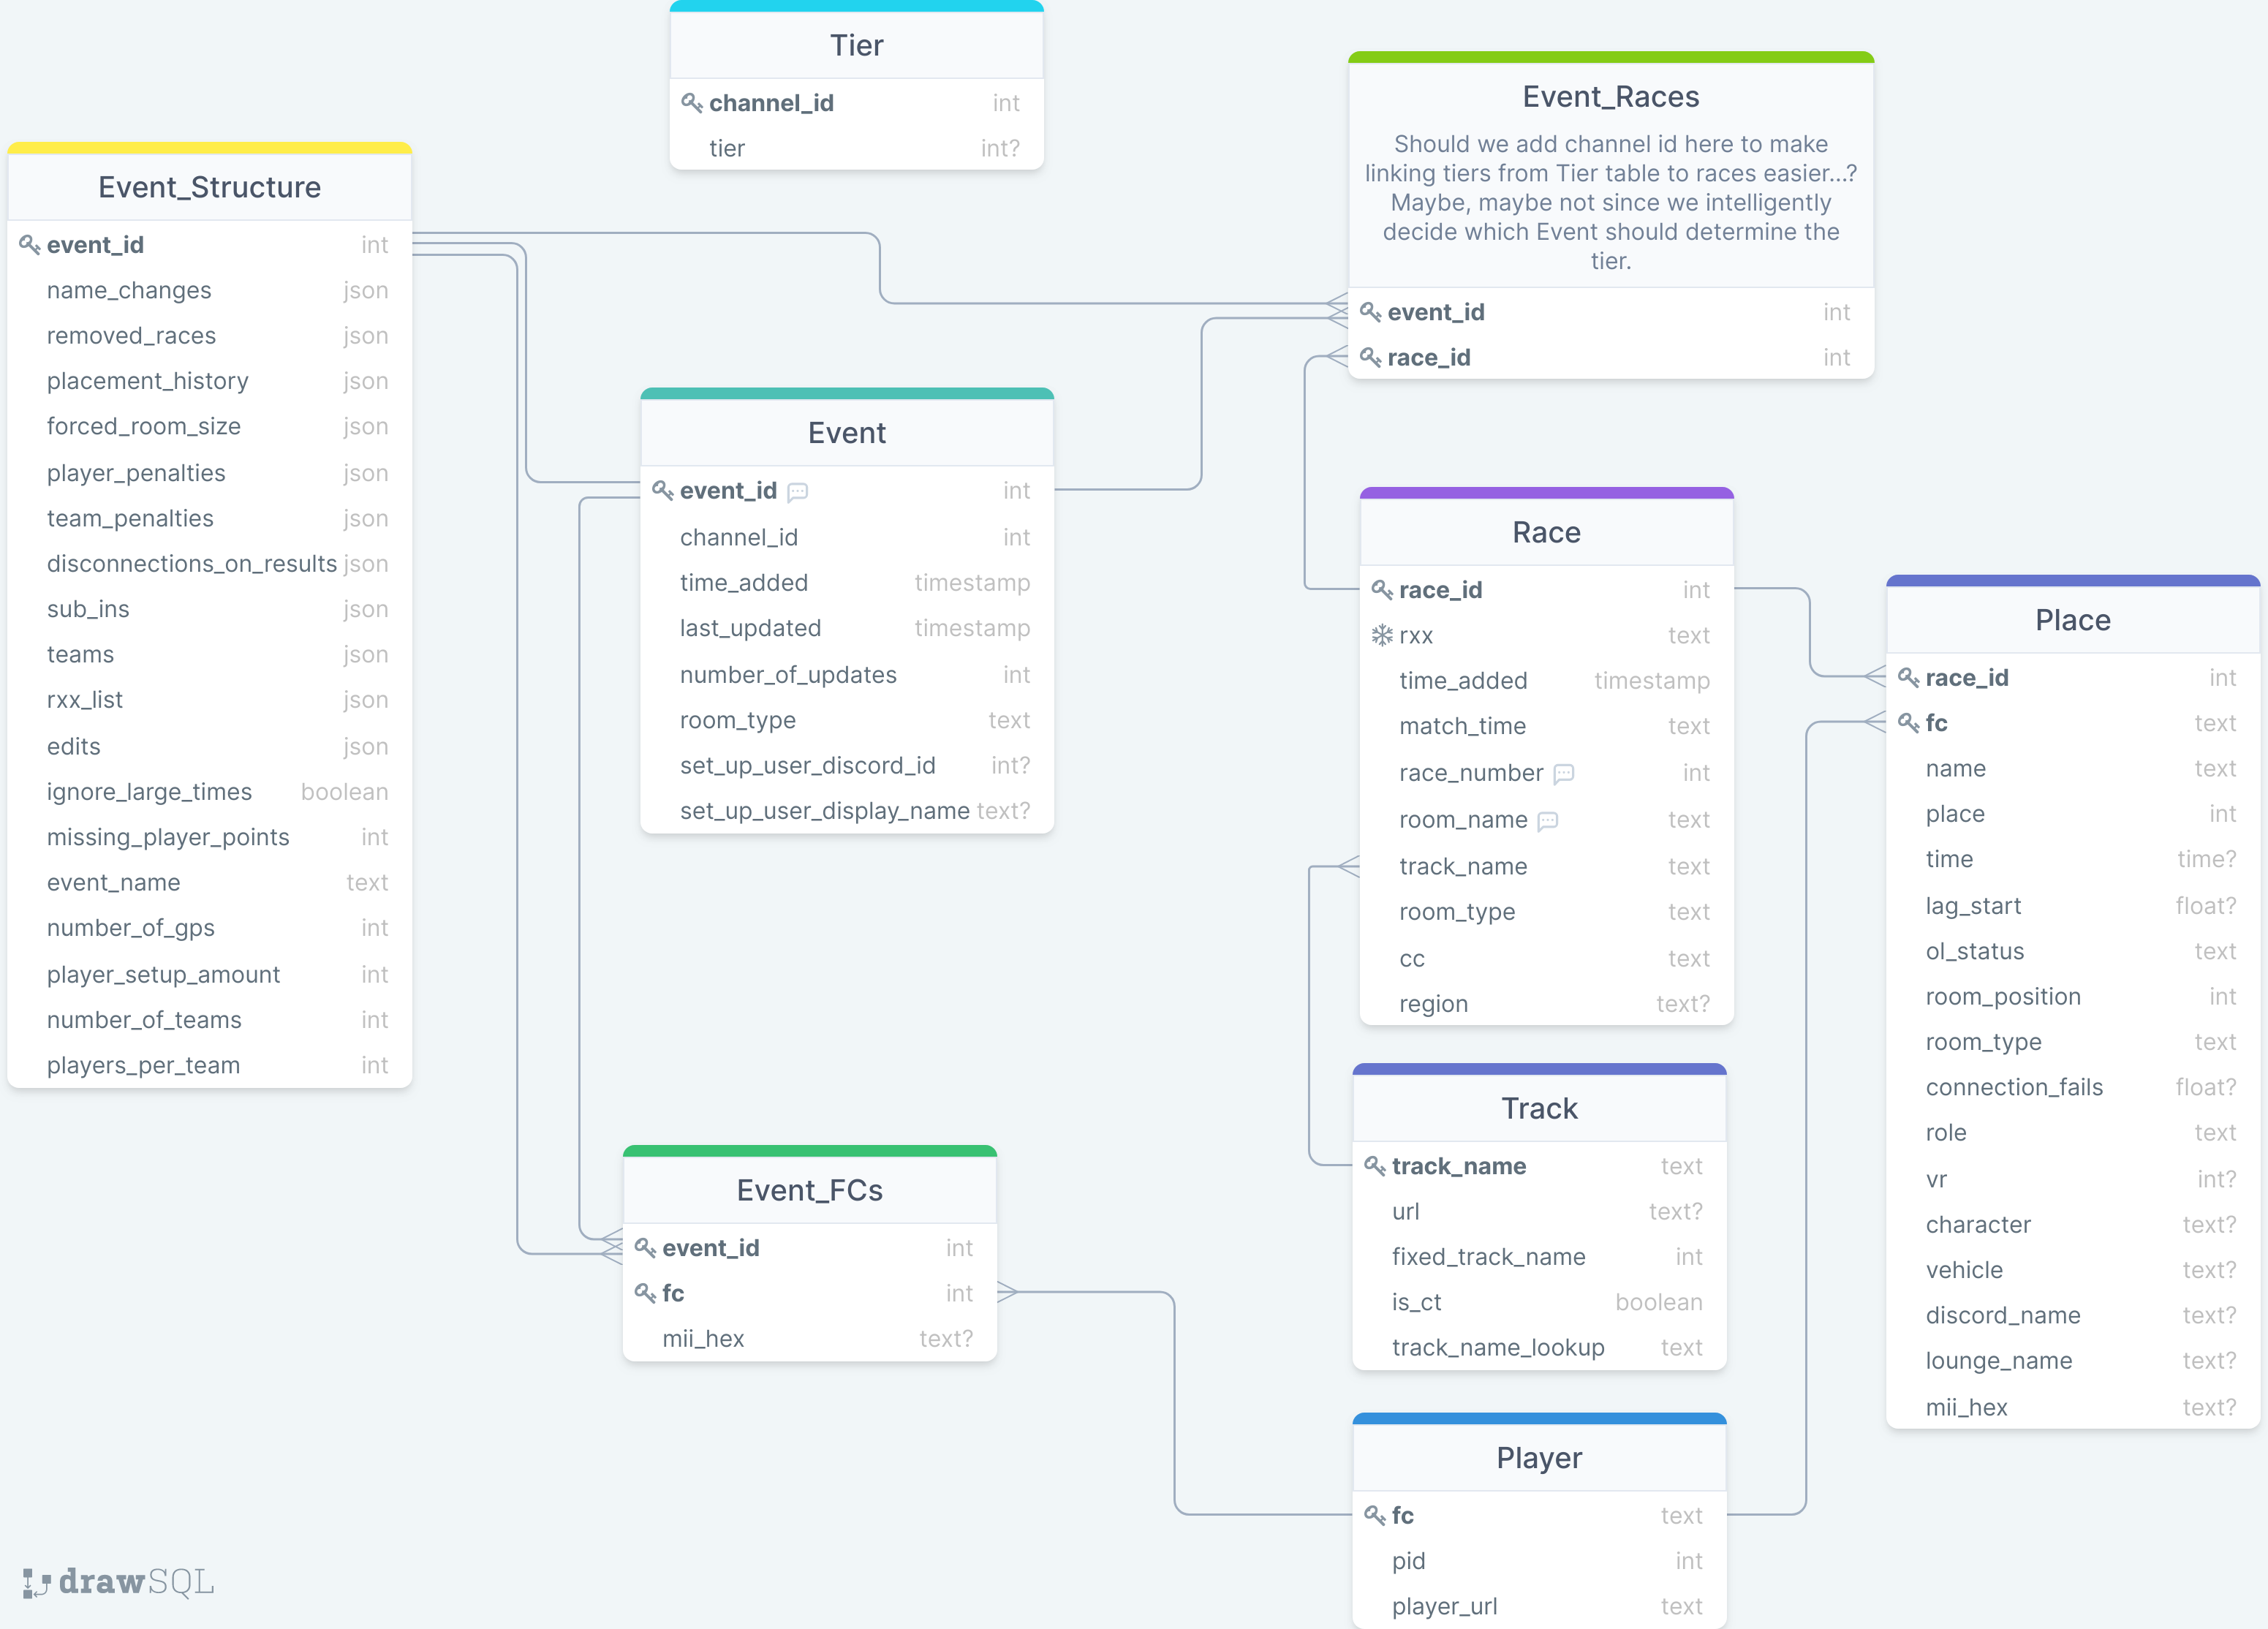 Tier
channel_id int
tier int?
Event_Structure
event_id int
name_changes json
removed_races json
placement_history json
forced_room_size json
player_penalties json
team_penalties json
disconnections_on_results json
sub_ins json
teams json
rxx_list json
edits json
ignore_large_times boolean
missing_player_points int
event_name text
number_of_gps int
player_setup_amount int
number_of_teams int
players_per_team int
Event
event_id int
channel_id int
time_added timestamp
last_updated timestamp
number_of_updates int
room_type text
set_up_user_discord_id int?
set_up_user_display_name text?
Event_FCs
event_id int
fc int
mii_hex text?
Event_Races
Should we add channel id here to make
linking tiers from Tier table to races easier...?
Maybe, maybe not since we intelligently
decide which Event should determine the
tier.
event_id int
race_id int
Race
race_id int
rxx text
time_added timestamp
match_time text
race_number int
room_name text
track_name text
room_type text
cc text
region text?
Track
track_name text
url text?
fixed_track_name int
is_ct boolean
track_name_lookup text
Player
fc text
pid int
player_url text
Place
race_id int
fc text
name text
place int
time time?
lag_start float?
ol_status text
room_position int
room_type text
connection_fails float?
role text
vr int?
character text?
vehicle text?
discord_name text?
lounge_name text?
mii_hex text?
drawSQL